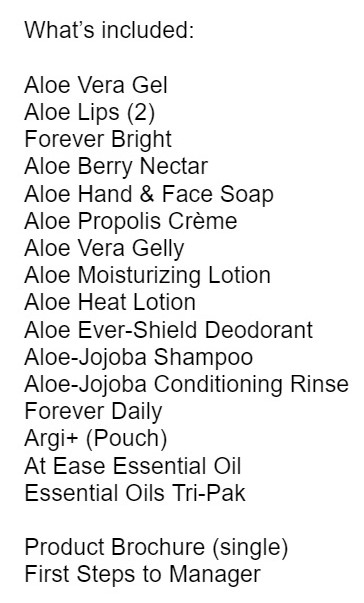 What’s included:
Aloe Vera Gel
Aloe Lips (2)
Forever Bright
Aloe Berry Nectar
Aloe Hand & Face Soap
Aloe Propolis Crème
Aloe Vera Gelly
Aloe Moisturizing Lotion
Aloe Heat Lotion
Aloe Ever-Shield Deodorant
Aloe-Jojoba Shampoo
Aloe-Jojoba Conditioning Rinse
Forever Daily
Argi+ (Pouch)
At Ease Essential Oil
Essential Oils Tri-Pak
Product Brochure (single)
First Steps to Manager